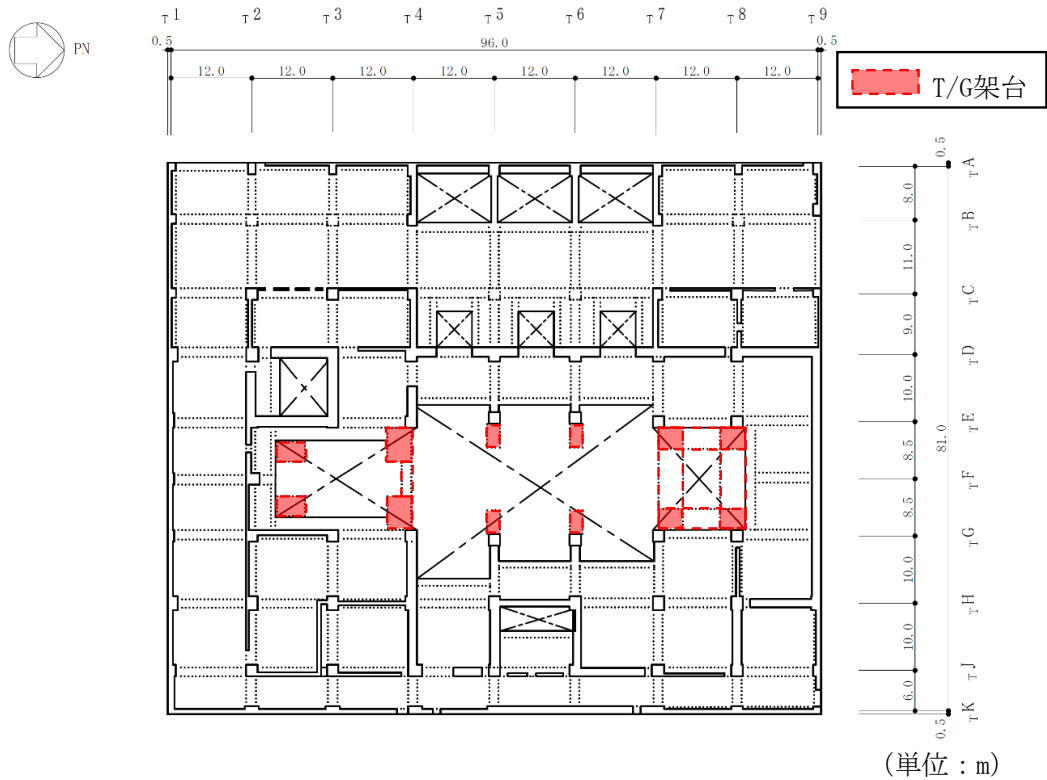 T1 T2 T3 T4 T5 T6 T7 T8 T9
PN
0.5 96.0 0.5
12.0 12.0 12.0 12.0 12.0 12.0 12.0 12.0
T/G架台
0.5
TA
8.0
TB
11.0
TC
9.0
TD
10.0
TE
8.5
81.0
TF
8.5
TG
10.0
TH
10.0
TJ
6.0
TK
0.5
(単位：m)